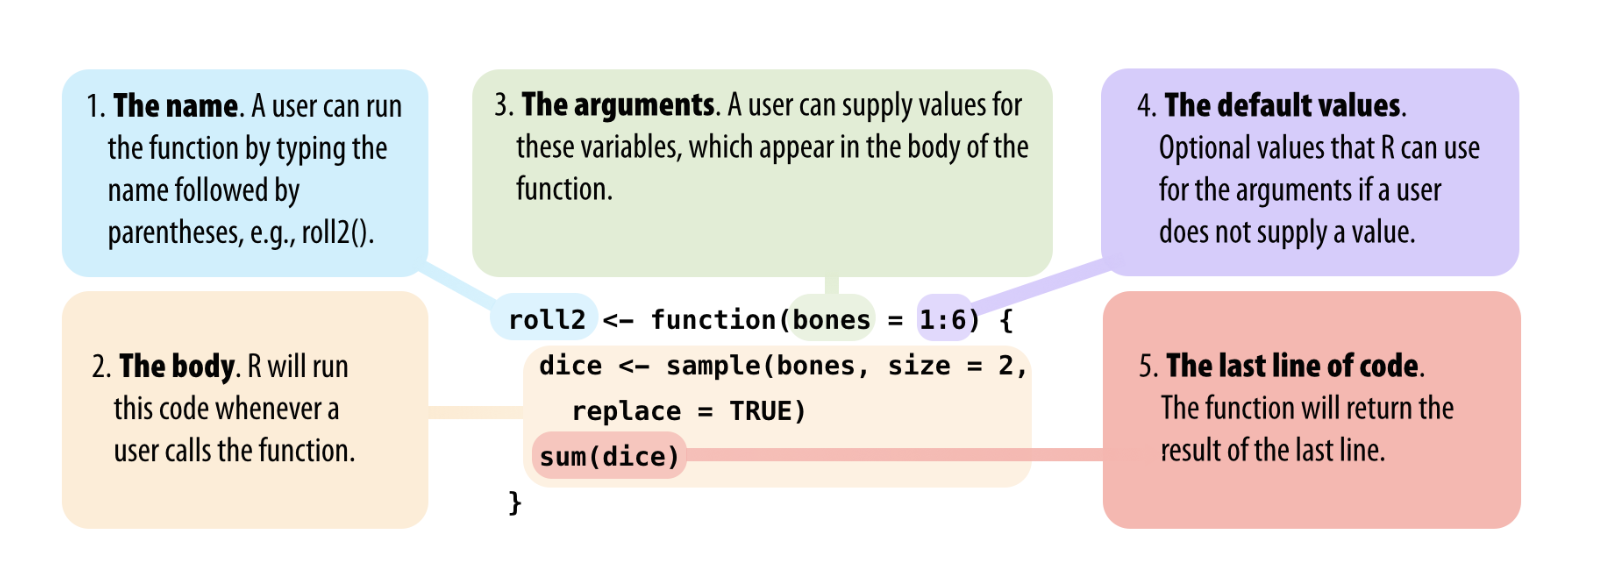 1. The name. A user can run
the function by typing the
name followed by
parentheses, e.g., roll2().
2. The body. R will run
this code whenever a
user calls the function.
3. The arguments. A user can supply values for
these variables, which appear in the body of the
function.
4. The default values.
Optional values that R can use
for the arguments if a user
does not supply a value.
5. The last line of code.
The function will return the
result of the last line.
roll2 <- function(bones = 1:6) {
dice <- sample(bones, size = 2,
replace = TRUE)
sum(dice)
}